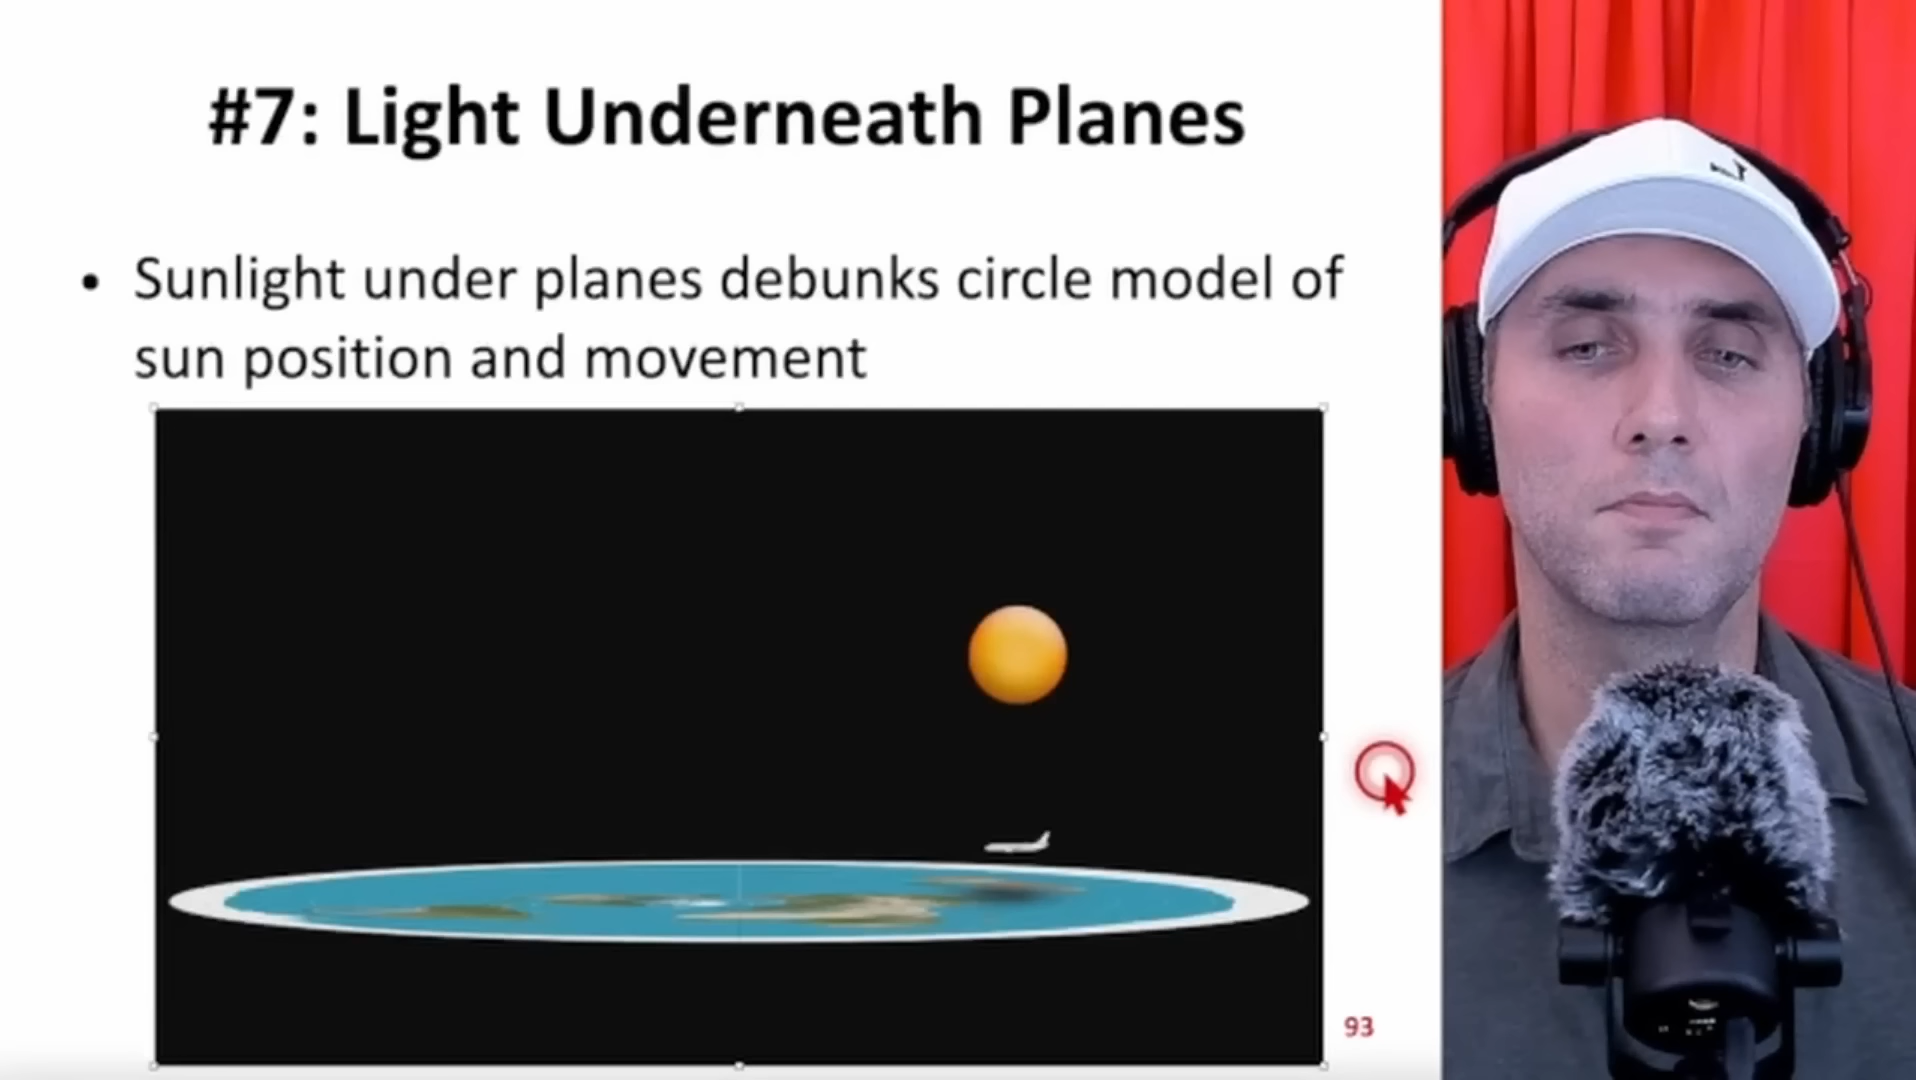 #7: Light Underneath Planes
• Sunlight under planes debunks circle model of
sun position and movement
93